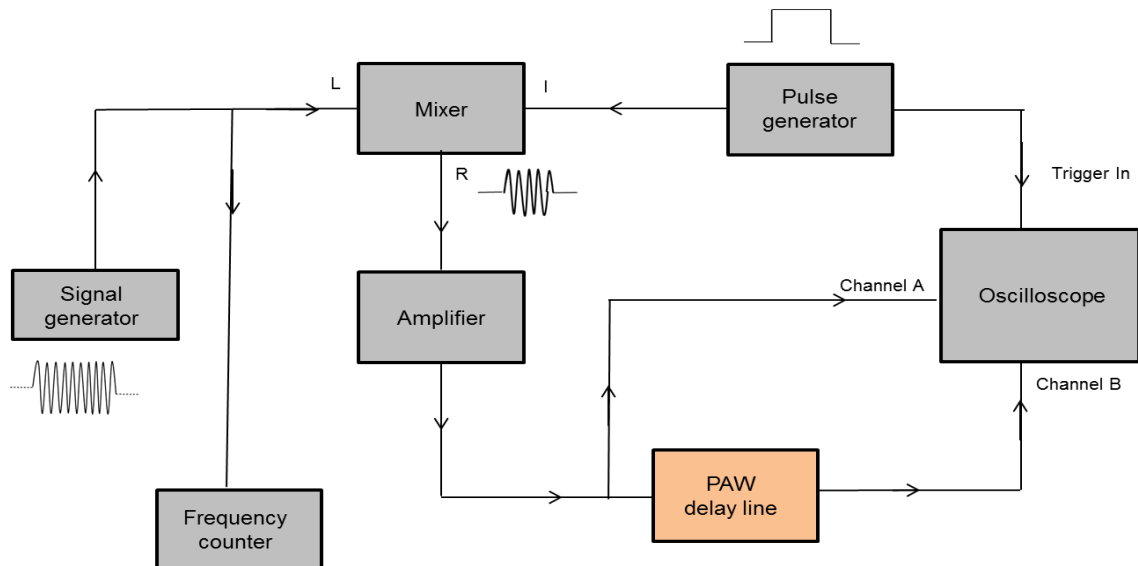 L
Mixer
I
Pulse
generator
R
Trigger In
Signal
generator
Amplifier
Channel A
Oscilloscope
Channel B
PAW
delay line
Frequency
counter